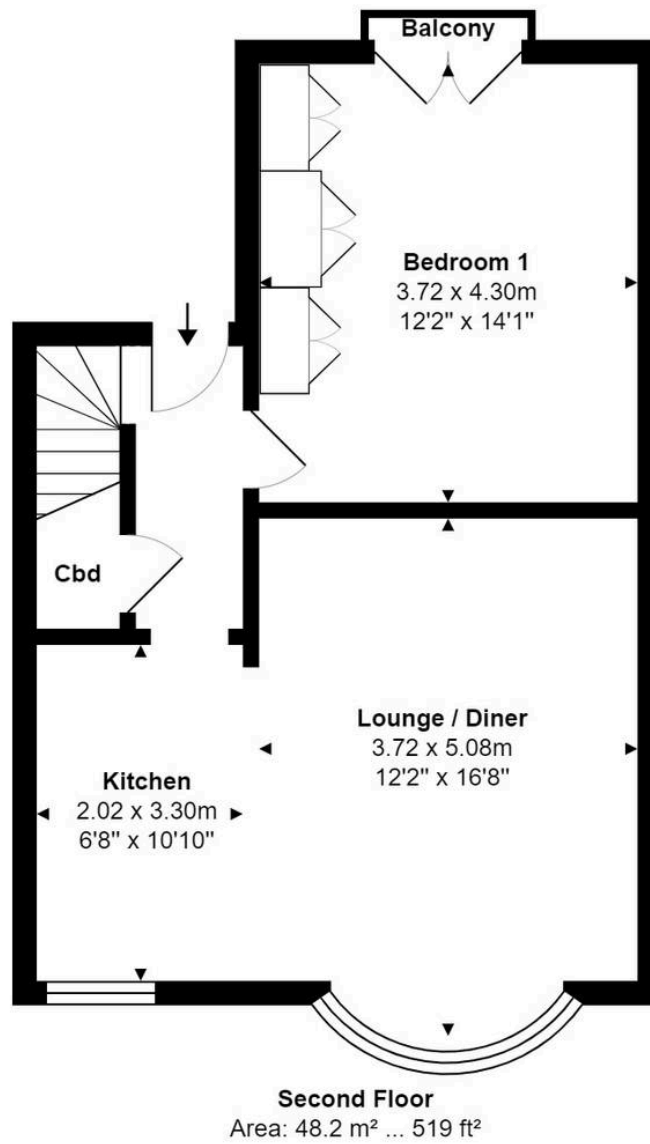 Balcony
Bedroom 1
3.72 x 4.30m
12'2" x 14'1"
Cbd
Lounge / Diner
3.72 x 5.08m
12'2" x 16'8"
Kitchen
2.02 x 3.30m
6'8" x 10'10"
Second Floor
Area: 48.2 m² ... 519 ft²